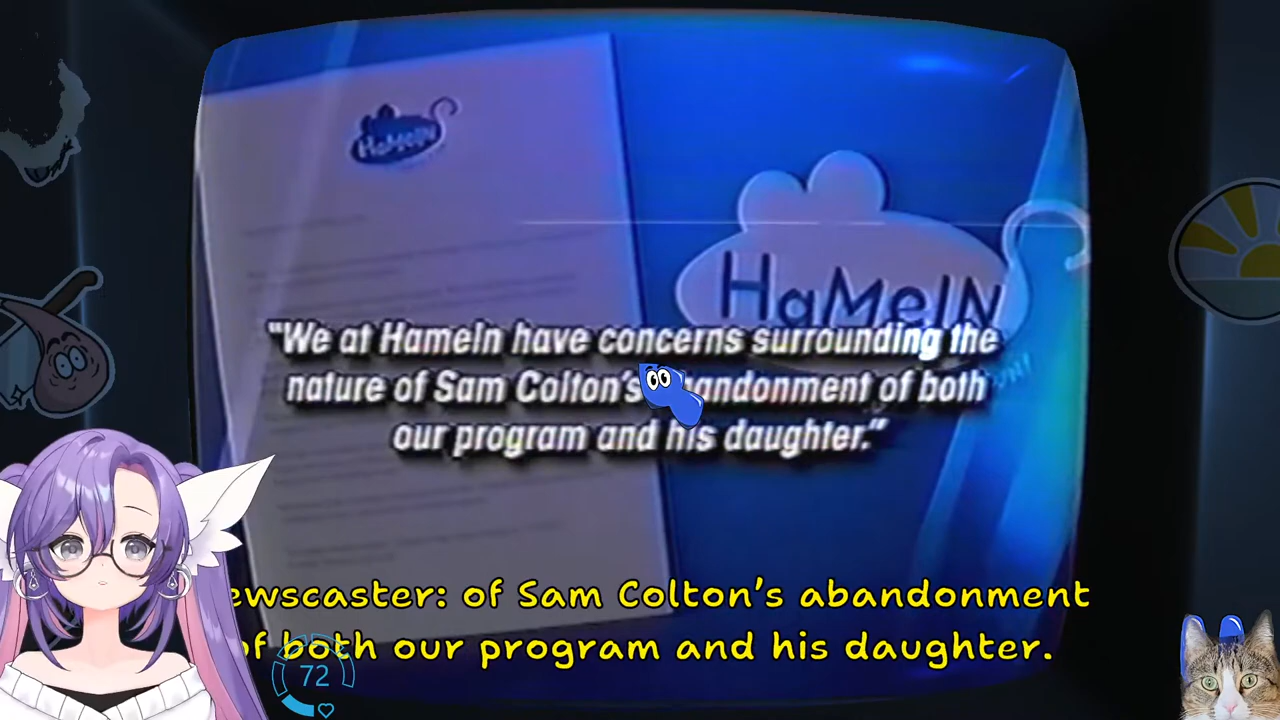 HaMeIN
HaMeIN
"We at Hameln have concerns surrounding the
nature of Sam Colton's abandonment of both
our program and his daughter."
ewscaster: of Sam Colton's abandonment
of both our program and his daughter.
72